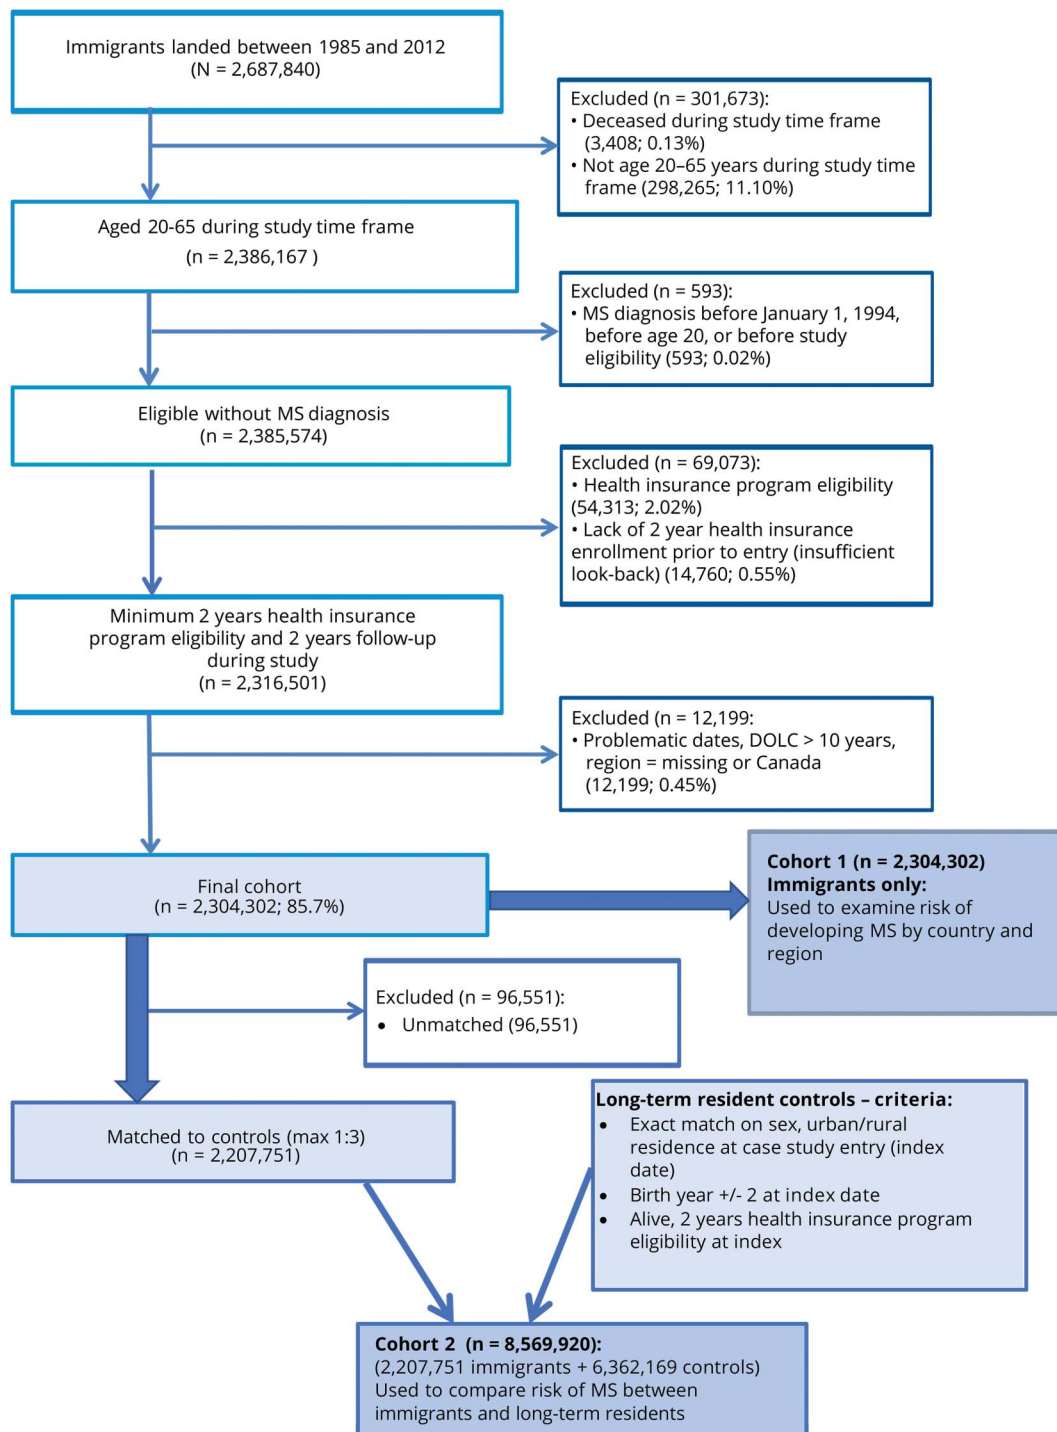 Immigrants landed between 1985 and 2012
(N = 2,687,840)
Excluded (n = 301,673):
• Deceased during study time frame
(3,408; 0.13%)
• Not age 20–65 years during study time
frame (298,265; 11.10%)
Aged 20-65 during study time frame
(n = 2,386,167 )
Excluded (n = 593):
• MS diagnosis before January 1, 1994,
before age 20, or before study
eligibility (593; 0.02%)
Eligible without MS diagnosis
(n = 2,385,574)
Excluded (n = 69,073):
• Health insurance program eligibility
(54,313; 2.02%)
• Lack of 2 year health insurance
enrollment prior to entry (insufficient
look-back) (14,760; 0.55%)
Minimum 2 years health insurance
program eligibility and 2 years follow-up
during study
(n = 2,316,501)
Excluded (n = 12,199:
• Problematic dates, DOLC > 10 years,
region = missing or Canada
(12,199; 0.45%)
Final cohort
(n = 2,304,302; 85.7%)
Cohort 1 (n = 2,304,302)
Immigrants only:
Used to examine risk of
developing MS by country and
region
Excluded (n = 96,551):
• Unmatched (96,551)
Matched to controls (max 1:3)
(n = 2,207,751)
Long-term resident controls – criteria:
• Exact match on sex, urban/rural
residence at case study entry (index
date)
• Birth year +/- 2 at index date
• Alive, 2 years health insurance program
eligibility at index
Cohort 2 (n = 8,569,920):
(2,207,751 immigrants + 6,362,169 controls)
Used to compare risk of MS between
immigrants and long-term residents